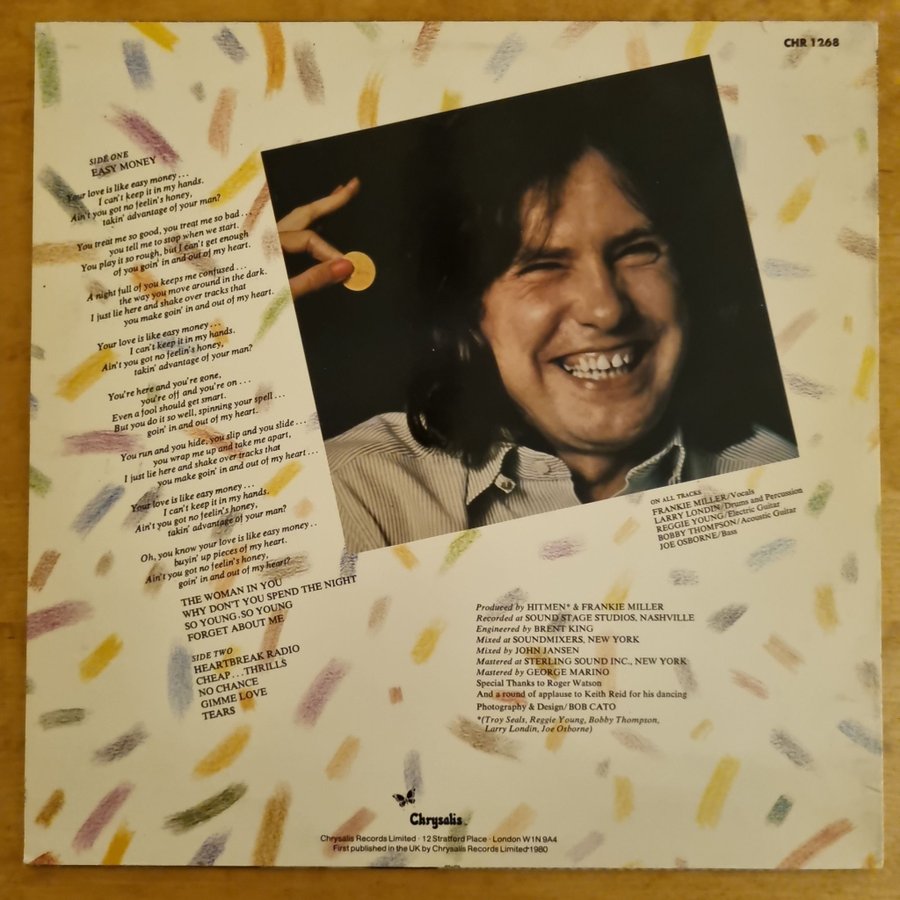 CHR 1268
SIDE ONE
EASY MONEY
Your love is like easy money . . .
I can't keep it in my hands.
Ain't you got no feelin's honey,
takin' advantage of your man?
You treat me so good, you treat me so bad . . .
you tell me to stop when we start.
You play it so rough, but I can't get enough
of you goin' in and out of my heart.
A night full of you keeps me confused . . .
the way you move around in the dark.
I just lie here and shake over tracks that
you make goin' in and out of my heart.
Your love is like easy money . . .
I can't keep it in my hands.
Ain't you got no feelin's honey,
takin' advantage of your man?
You're here and you're gone,
you're off and you're on . . .
Even a fool should get smart.
But you do it so well, spinning your spell . . .
goin' in and out of my heart.
You run and you hide, you slip and you slide . . .
you wrap me up and take me apart,
I just lie here and shake over tracks that
you make goin' in and out of my heart . . .
Your love is like easy money . . .
I can't keep it in my hands.
Ain't you got no feelin's honey,
takin' advantage of your man?
Oh, you know your love is like easy money . .
buyin' up pieces of my heart.
Ain't you got no feelin's honey,
goin' in and out of my heart?
THE WOMAN IN YOU
WHY DON'T YOU SPEND THE NIGHT
SO YOUNG, SO YOUNG
FORGET ABOUT ME
SIDE TWO
HEARTBREAK RADIO
CHEAP . . . THRILLS
NO CHANCE
GIMME LOVE
TEARS
ON ALL TRACKS
FRANKIE MILLER/Vocals
LARRY LONDIN/Drums and Percussion
REGGIE YOUNG/Electric Guitar
BOBBY THOMPSON/Acoustic Guitar
JOE OSBORNE/Bass
Produced by HITMEN* & FRANKIE MILLER
Recorded at SOUND STAGE STUDIOS, NASHVILLE
Engineered by BRENT KING
Mixed at SOUNDMIXERS, NEW YORK
Mixed by JOHN JANSEN
Mastered at STERLING SOUND INC., NEW YORK
Mastered by GEORGE MARINO
Special Thanks to Roger Watson
And a round of applause to Keith Reid for his dancing
Photography & Design/BOB CATO
*(Troy Seals, Reggie Young, Bobby Thompson,
Larry Londin, Joe Osborne)
Chrysalis
Chrysalis Records Limited · 12 Stratford Place · London W1N 9A4
First published in the UK by Chrysalis Records Limited 1980